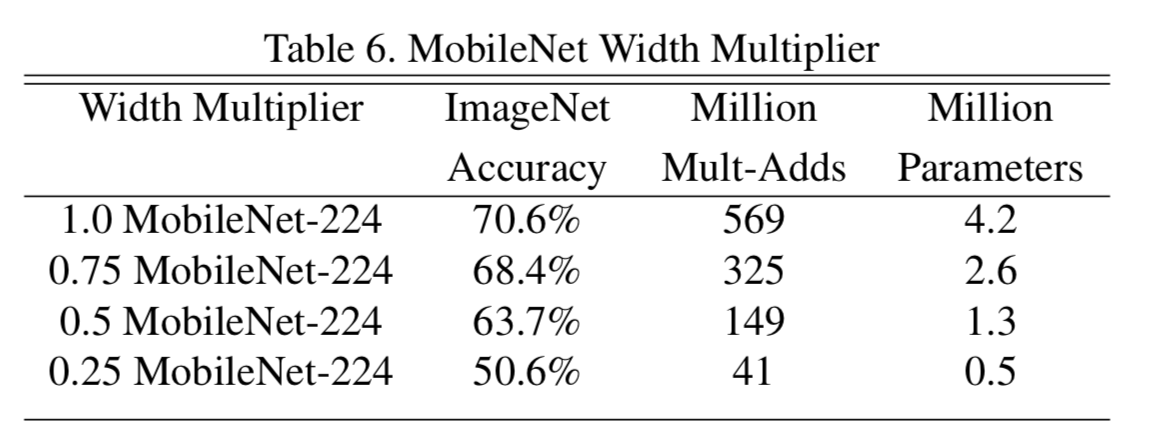 Table 6. MobileNet Width Multiplier
Width Multiplier ImageNet Million Million
Accuracy Mult-Adds Parameters
1.0 MobileNet-224 70.6% 569 4.2
0.75 MobileNet-224 68.4% 325 2.6
0.5 MobileNet-224 63.7% 149 1.3
0.25 MobileNet-224 50.6% 41 0.5